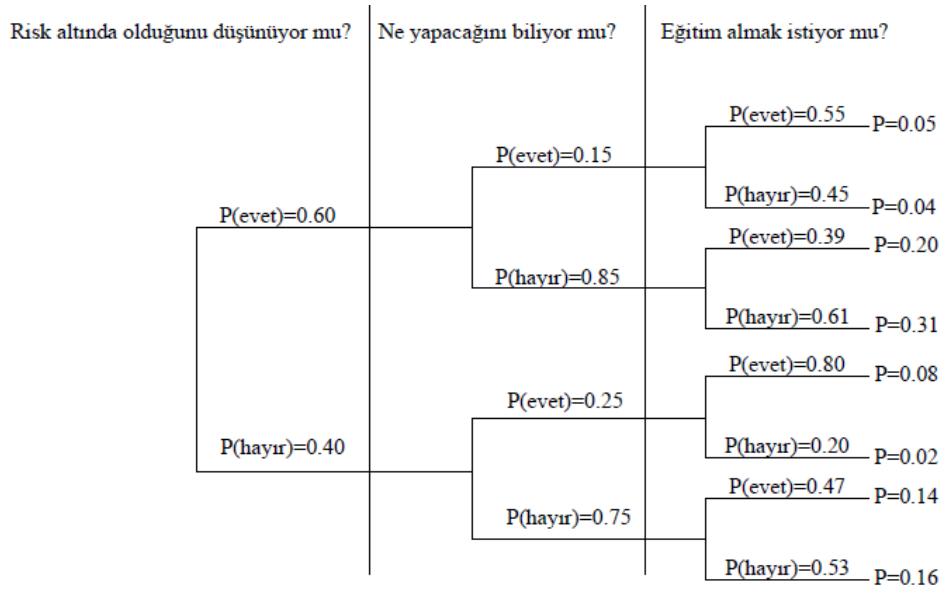 Risk altında olduğunu düşünüyor mu?
Ne yapacağını biliyor mu?
Eğitim almak istiyor mu?
P(evet)=0.55
P=0.05
P(evet)=0.15
P(hayır)=0.45
P=0.04
P(evet)=0.60
P(evet)=0.39
P=0.20
P(hayır)=0.85
P(hayır)=0.61
P=0.31
P(evet)=0.80
P=0.08
P(evet)=0.25
P(hayır)=0.40
P(hayır)=0.20
P=0.02
P(evet)=0.47
P=0.14
P(hayır)=0.75
P(hayır)=0.53
P=0.16